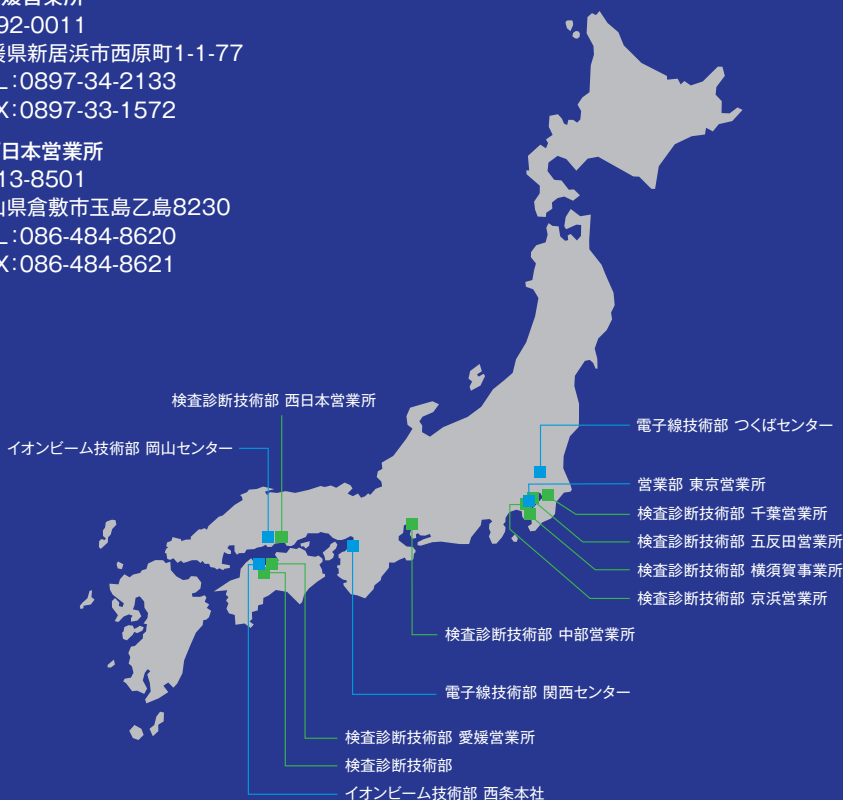 媛営業所
92-0011
愛県新居浜市西原町1-1-77
L:0897-34-2133
X:0897-33-1572
日本営業所
13-8501
山県倉敷市玉島乙島8230
L:086-484-8620
X:086-484-8621
検査診断技術部 西日本営業所
イオンビーム技術部 岡山センター
電子線技術部 つくばセンター
営業部 東京営業所
検査診断技術部 千葉営業所
検査診断技術部 五反田営業所
検査診断技術部 横須賀事業所
検査診断技術部 京浜営業所
検査診断技術部 中部営業所
電子線技術部 関西センター
検査診断技術部 愛媛営業所
検査診断技術部
イオンビーム技術部 西条本社